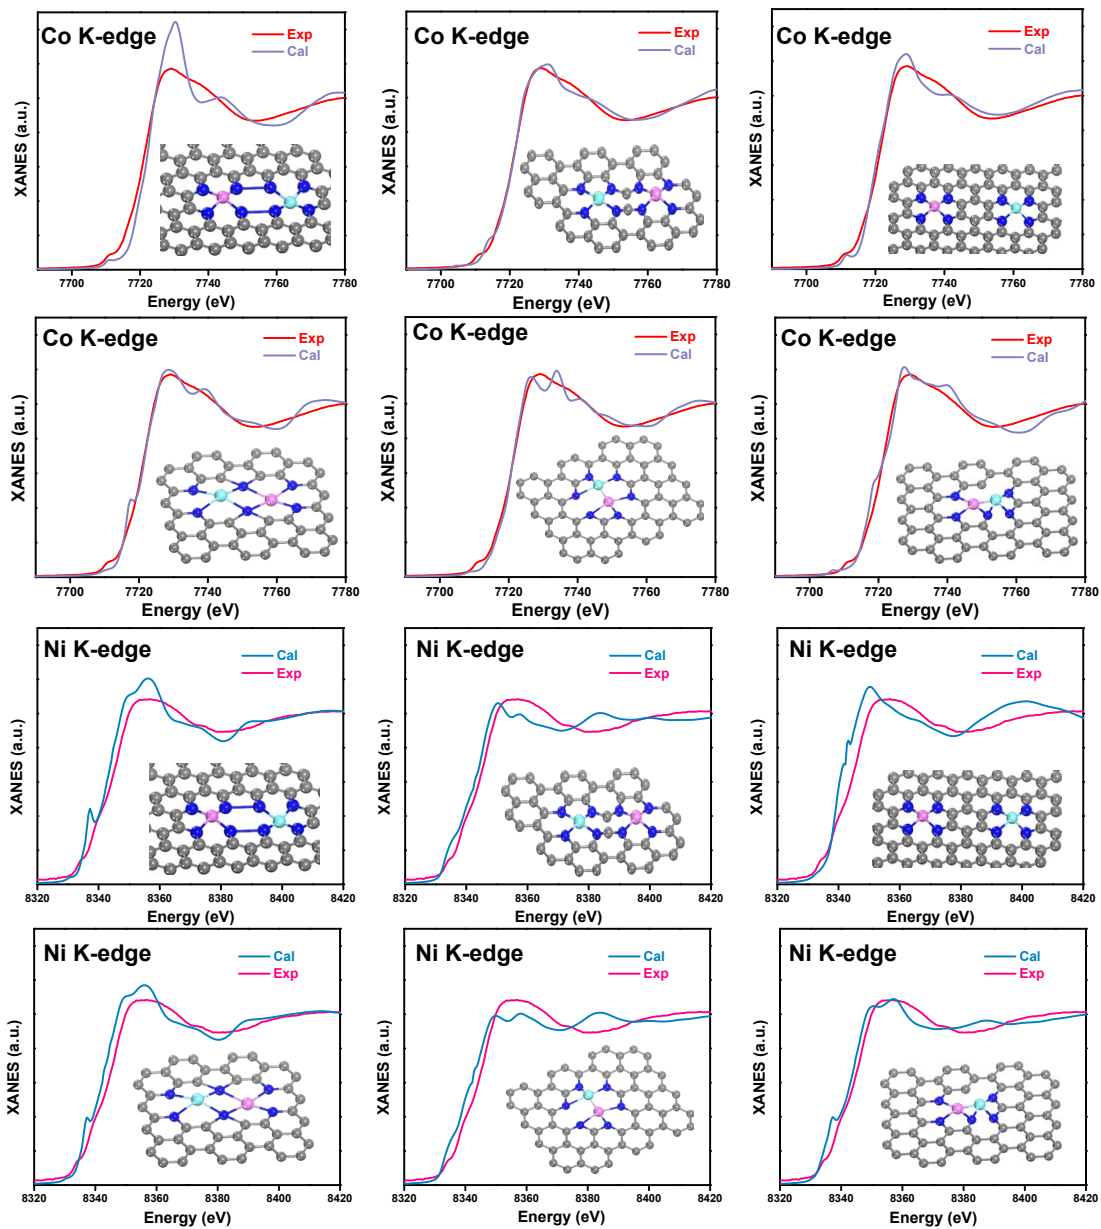 Co K-edge
Exp
Cal
XANES (a.u.)
7700 7720 7740 7760 7780
Energy (eV)
Co K-edge
Exp
Cal
XANES (a.u.)
7700 7720 7740 7760 7780
Energy (eV)
Co K-edge
Exp
Cal
XANES (a.u.)
7700 7720 7740 7760 7780
Energy (eV)
Co K-edge
Exp
Cal
XANES (a.u.)
7700 7720 7740 7760 7780
Energy (eV)
Co K-edge
Exp
Cal
XANES (a.u.)
7700 7720 7740 7760 7780
Energy (eV)
Co K-edge
Exp
Cal
XANES (a.u.)
7700 7720 7740 7760 7780
Energy (eV)
Ni K-edge
Cal
Exp
XANES (a.u.)
8320 8340 8360 8380 8400 8420
Energy (eV)
Ni K-edge
Cal
Exp
XANES (a.u.)
8320 8340 8360 8380 8400 8420
Energy (eV)
Ni K-edge
Cal
Exp
XANES (a.u.)
8320 8340 8360 8380 8400 8420
Energy (eV)
Ni K-edge
Cal
Exp
XANES (a.u.)
8320 8340 8360 8380 8400 8420
Energy (eV)
Ni K-edge
Cal
Exp
XANES (a.u.)
8320 8340 8360 8380 8400 8420
Energy (eV)
Ni K-edge
Cal
Exp
XANES (a.u.)
8320 8340 8360 8380 8400 8420
Energy (eV)